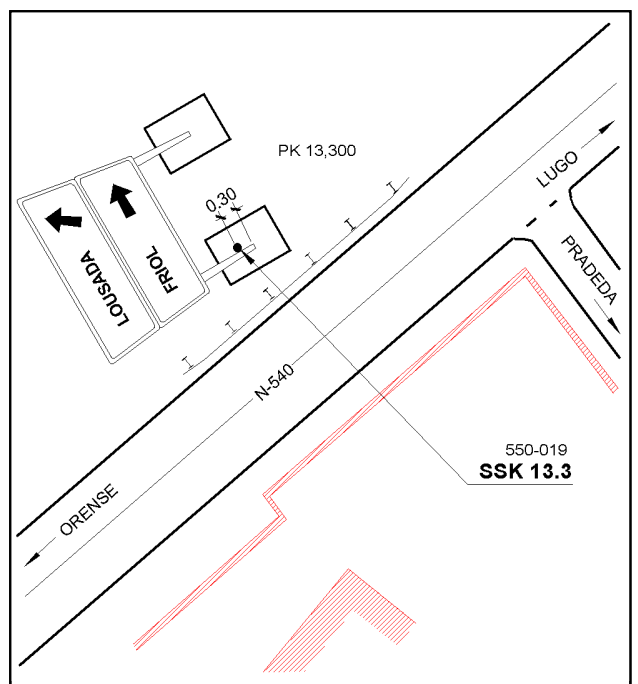 PK 13,300
0.30
LUGO
PRADEDA
FRIOL
LOUSADA
N-540
550-019
SSK 13.3
ORENSE